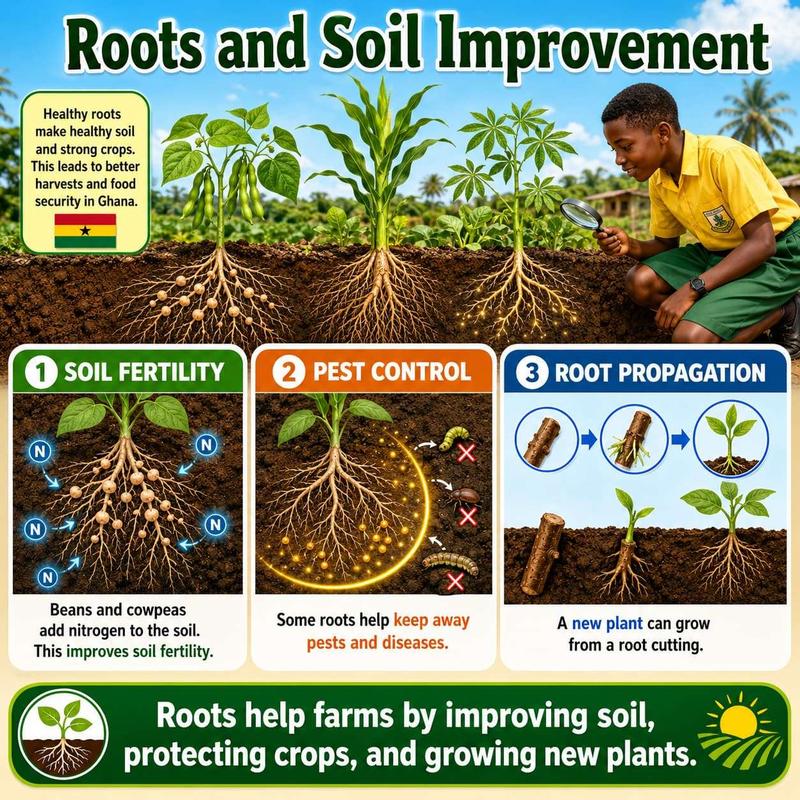 Roots and Soil Improvement
Healthy roots
make healthy soil
and strong crops.
This leads to better
harvests and food
security in Ghana.
1 SOIL FERTILITY
N
N
N
N
N
Beans and cowpeas
add nitrogen to the soil.
This improves soil fertility.
2 PEST CONTROL
Some roots help keep away
pests and diseases.
3 ROOT PROPAGATION
A new plant can grow
from a root cutting.
Roots help farms by improving soil,
protecting crops, and growing new plants.